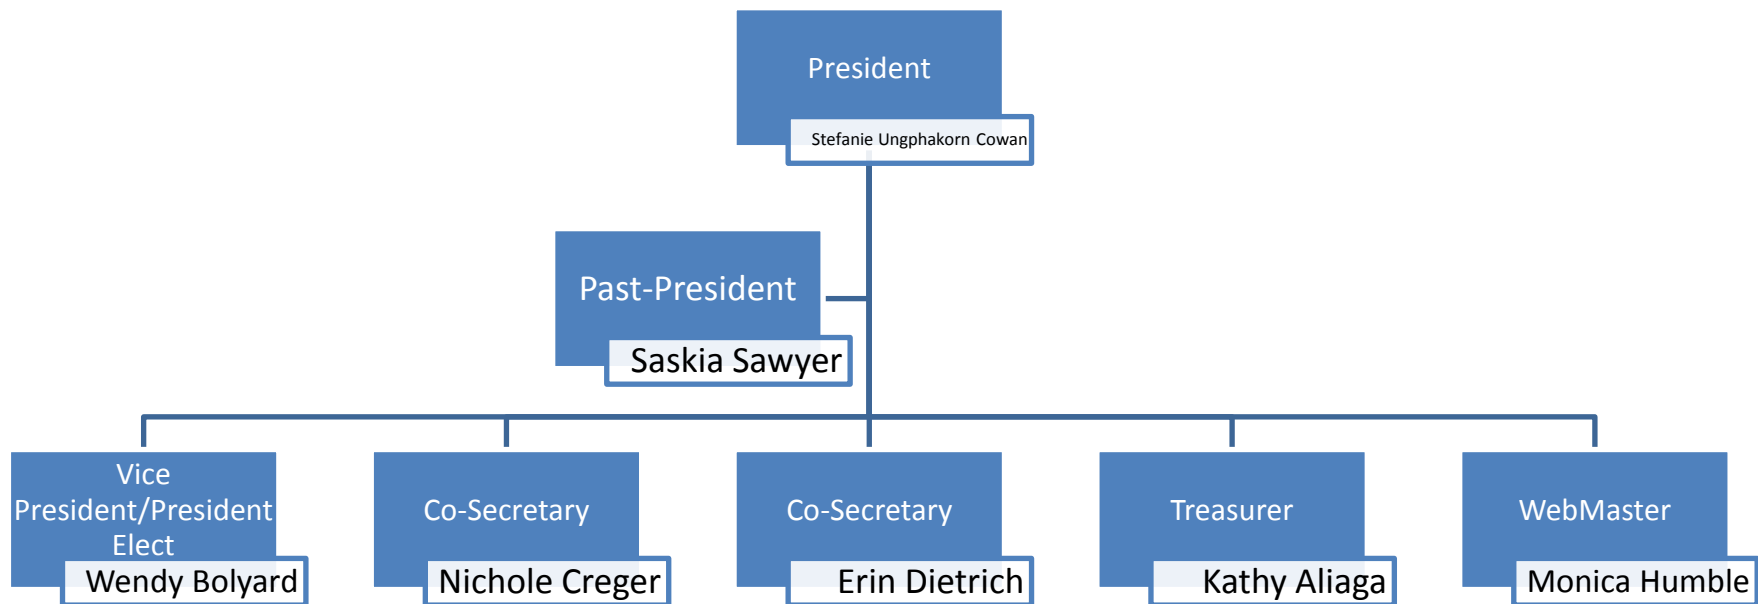 President
Stefanie Ungphakorn Cowan
Past-President
Saskia Sawyer
Vice
President/President
Elect
Wendy Bolyard
Co-Secretary
Nichole Creger
Co-Secretary
Erin Dietrich
Treasurer
Kathy Aliaga
WebMaster
Monica Humble